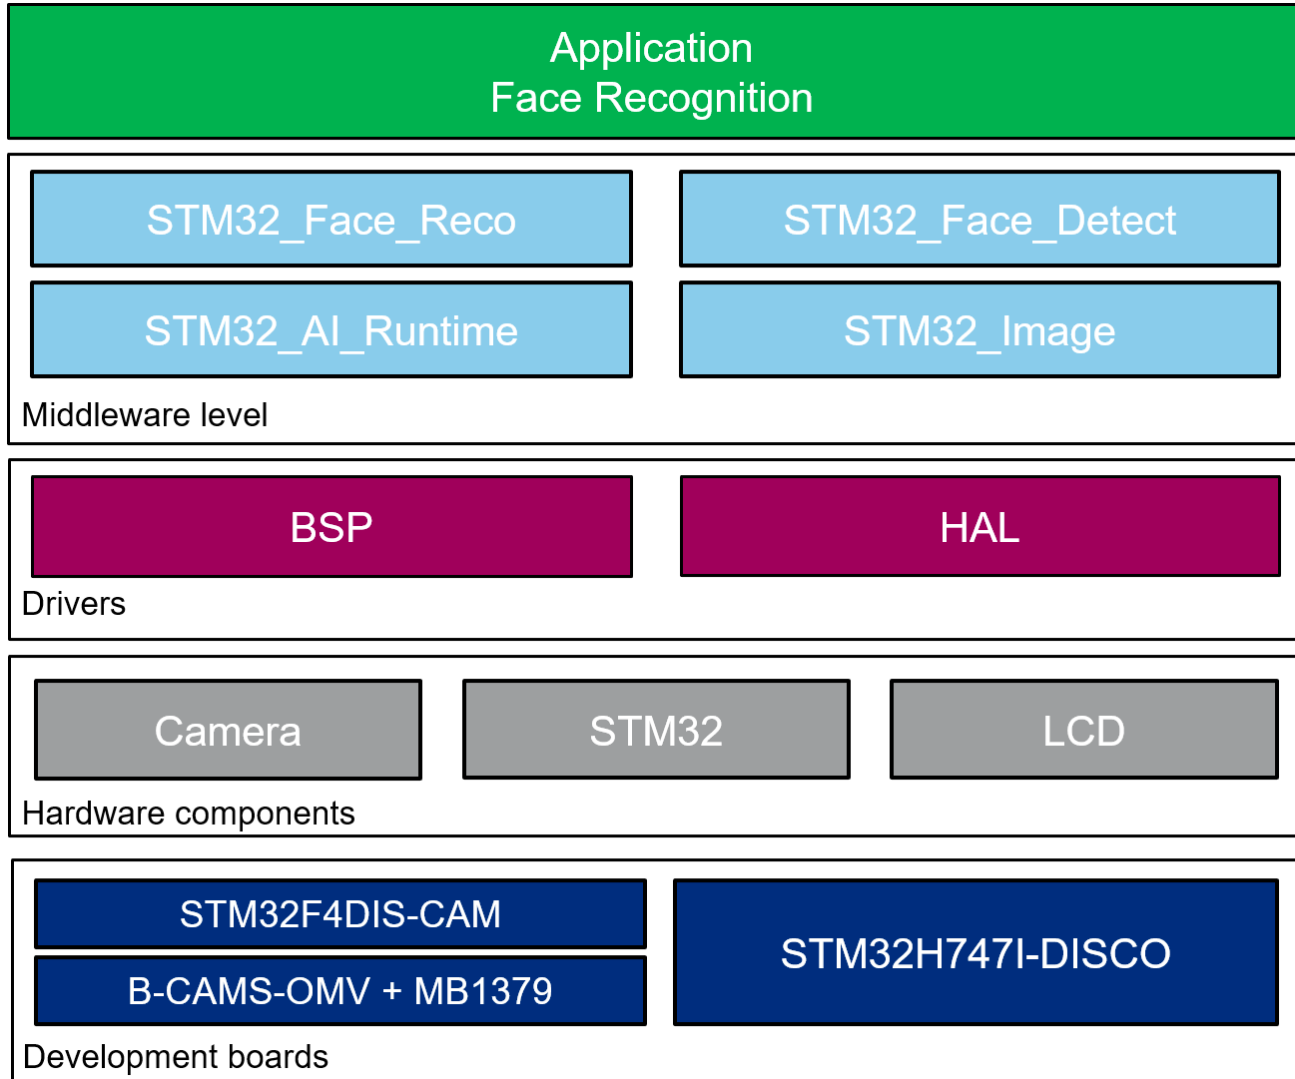 Application
Face Recognition
STM32_Face_Reco
STM32_Face_Detect
STM32_AI_Runtime
STM32_Image
Middleware level
BSP
HAL
Drivers
Camera
STM32
LCD
Hardware components
STM32F4DIS-CAM
B-CAMS-OMV + MB1379
STM32H747I-DISCO
Development boards